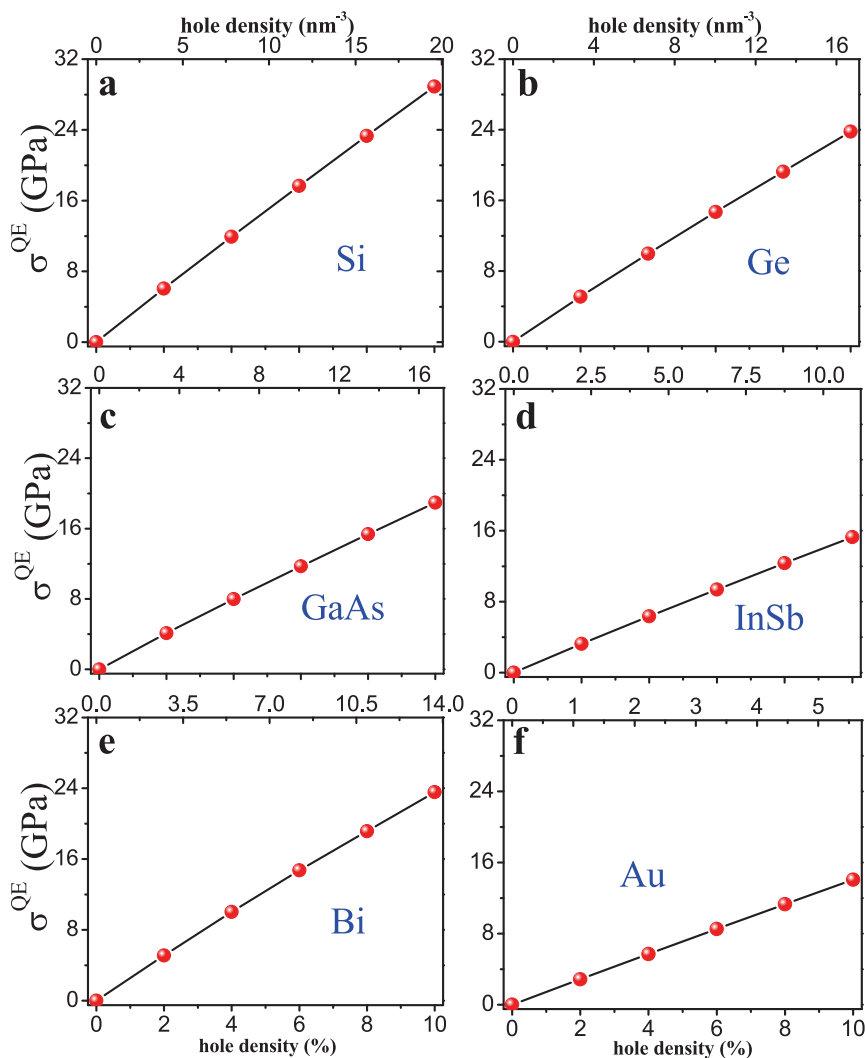 hole density (nm⁻³) hole density (nm⁻³)
0 4 8 12 16 20 0 4 8 12 16
32 a 32 b
24 24
16 16
8 8
0 0
σ^QE (GPa) Si Ge
0 4 8 12 16 0.0 2.5 5.0 7.5 10.0
32 c 32 d
24 24
16 16
8 8
0 0
σ^QE (GPa) GaAs InSb
0.0 3.5 7.0 10.5 14.0 0 1 2 3 4 5
32 e 32 f
24 24
16 16
8 8
0 0
σ^QE (GPa) Bi Au
0 2 4 6 8 10 0 2 4 6 8 10
hole density (%) hole density (%)